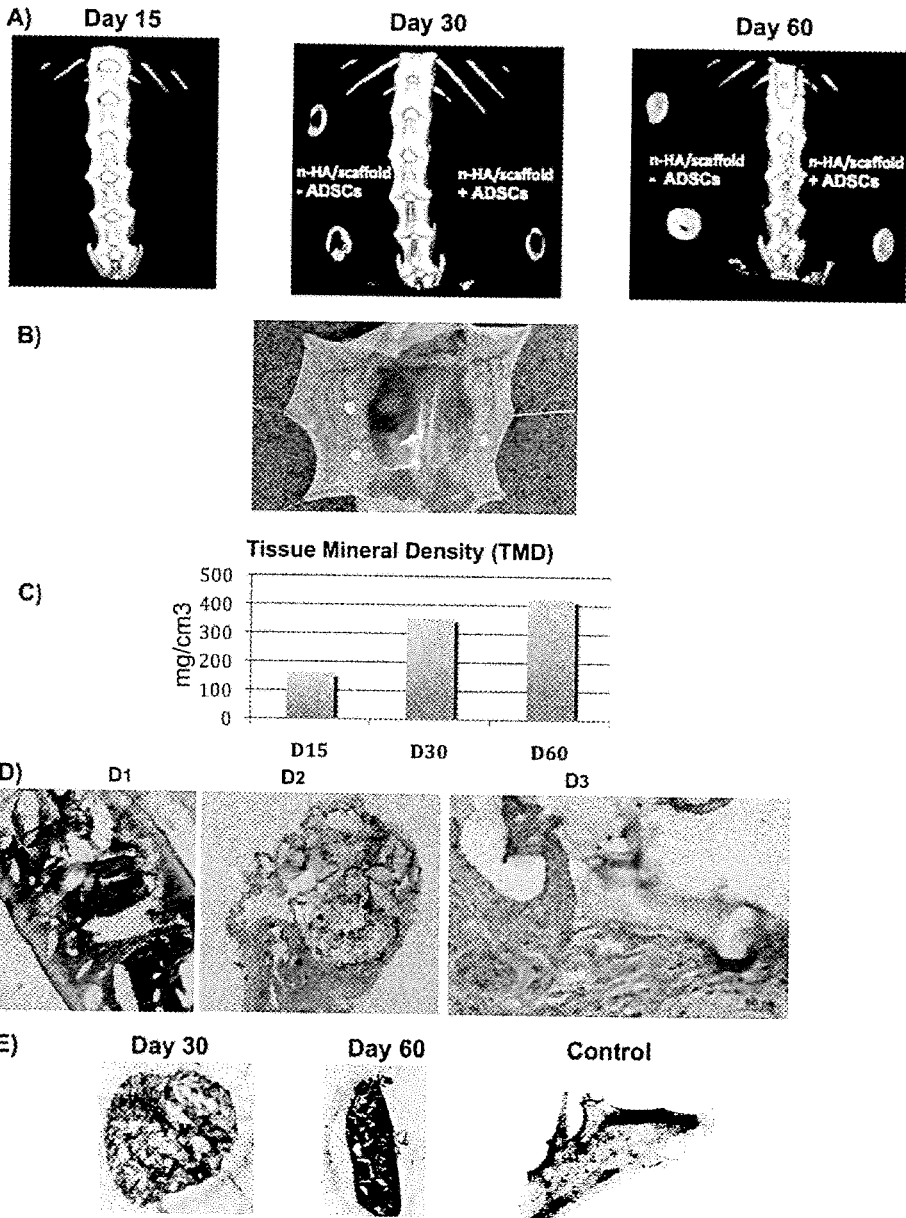 A)
Day 15
Day 30
Day 60
n-HA/scaffold
- ADSCs
n-HA/scaffold
+ ADSCs
n-HA/scaffold
- ADSCs
n-HA/scaffold
+ ADSCs
B)
C)
Tissue Mineral Density (TMD)
mg/cm3
500
400
300
200
100
0
D15
D30
D60
D)
D1
D2
D3
E)
Day 30
Day 60
Control